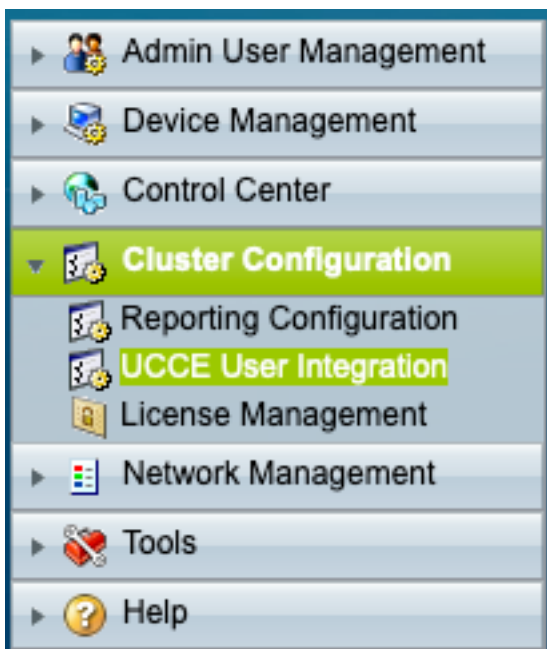 Admin User Management
Device Management
Control Center
Cluster Configuration
Reporting Configuration
UCCE User Integration
License Management
Network Management
Tools
Help